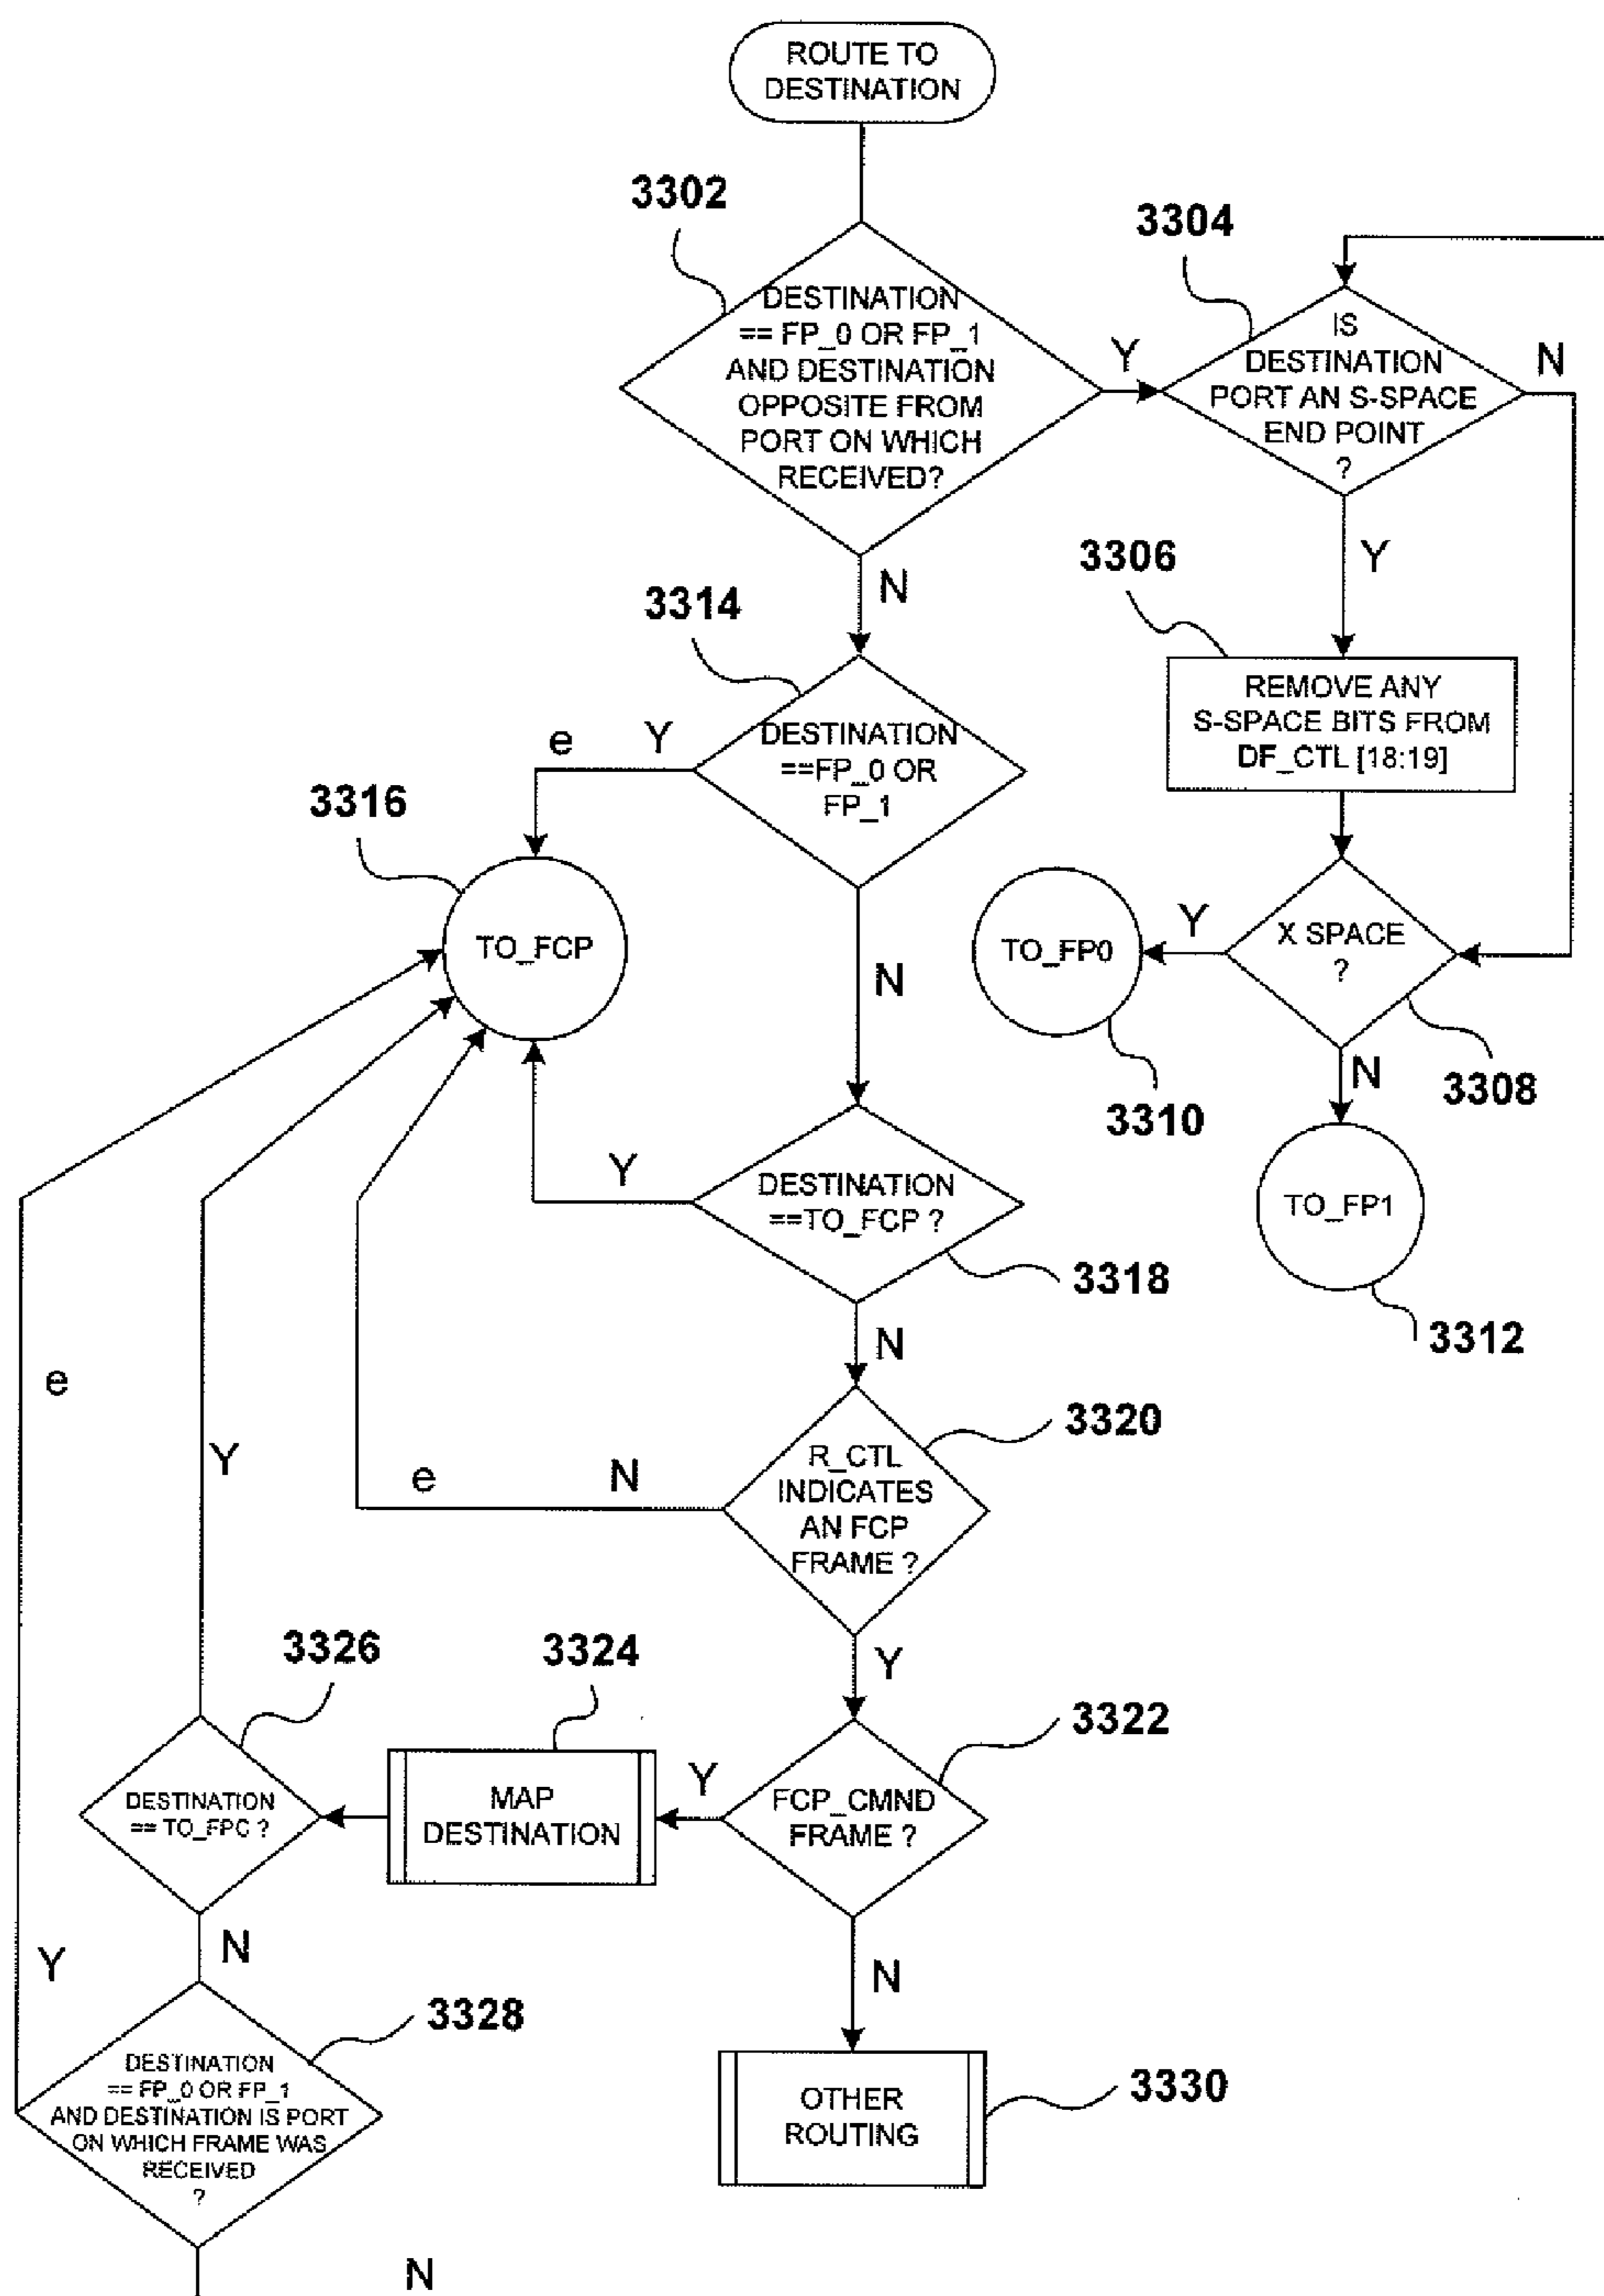 ROUTE TO
DESTINATION
3302
3304
DESTINATION
== FP_0 OR FP_1
AND DESTINATION
OPPOSITE FROM
PORT ON WHICH
RECEIVED?
Y
IS
DESTINATION
PORT AN S-SPACE
END POINT
?
N
Y
N
3306
3314
REMOVE ANY
S-SPACE BITS FROM
DF_CTL [18:19]
e
Y
DESTINATION
==FP_0 OR
FP_1
3316
TO_FCP
N
TO_FP0
Y
X SPACE
?
3308
3310
N
TO_FP1
3312
Y
DESTINATION
==TO_FCP ?
3318
N
e
3320
R_CTL
INDICATES
AN FCP
FRAME ?
Y
e
N
Y
3326
3324
3322
DESTINATION
== TO_FPC ?
MAP
DESTINATION
Y
FCP_CMND
FRAME ?
N
Y
N
3328
DESTINATION
== FP_0 OR FP_1
AND DESTINATION IS PORT
ON WHICH FRAME WAS
RECEIVED
?
OTHER
ROUTING
3330
N